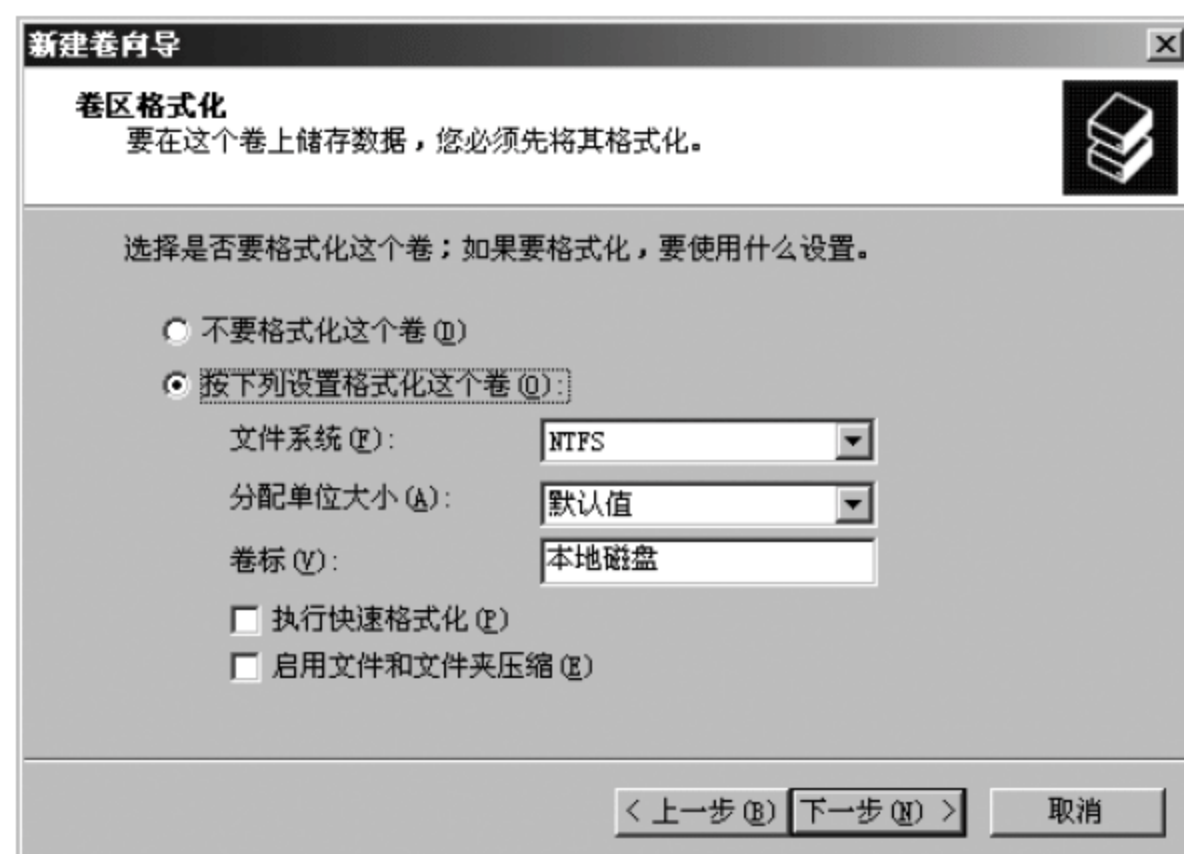 新建卷向导
卷区格式化
要在这个卷上储存数据，您必须先将其格式化。
选择是否要格式化这个卷；如果要格式化，要使用什么设置。
不要格式化这个卷(D)
按下列设置格式化这个卷(O):
文件系统(F): NTFS
分配单位大小(A): 默认值
卷标(V): 本地磁盘
执行快速格式化(P)
启用文件和文件夹压缩(E)
< 上一步(B) 下一步(N) > 取消